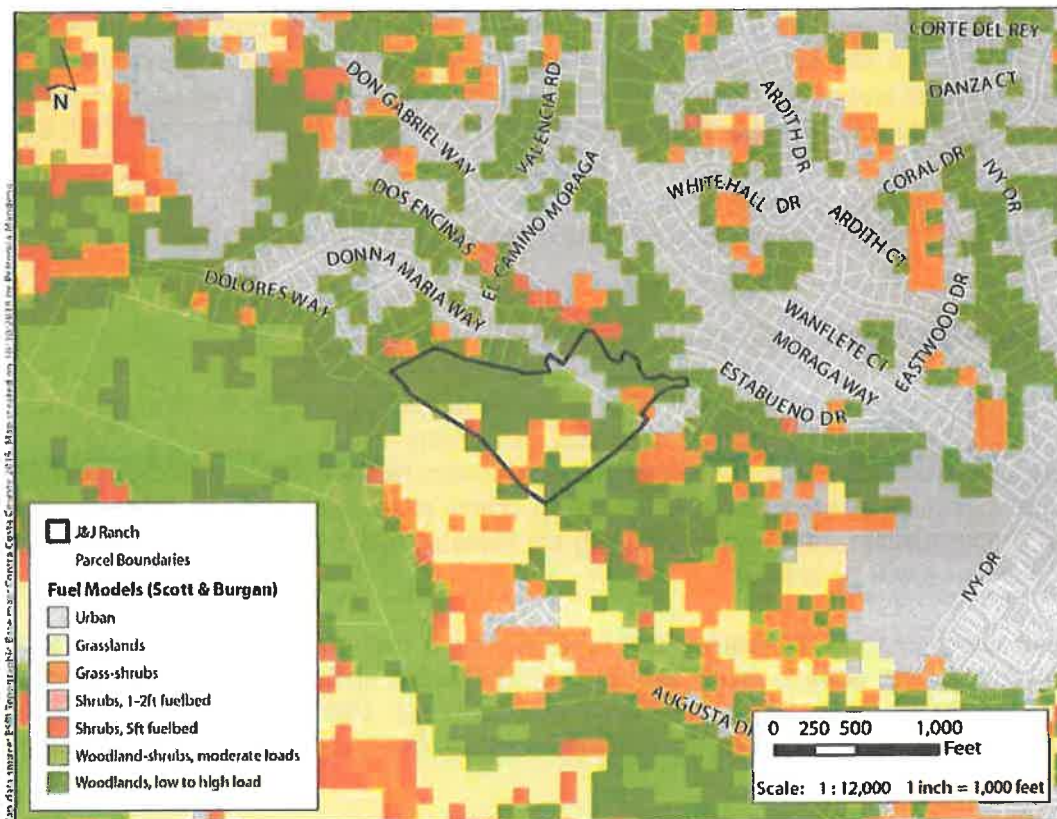 CORTE DEL REY
DON GABRIEL WAY
VALENCIA RD
ARDITH DR
DANZA CT
N
CORAL DR
IVY DR
WHITEHALL DR
DOS ENCINAS
EL CAMINO MORAGA
ARDITH CT
DONNA MARIA WAY
DOLORES WAY
EASTWOOD DR
WANFLETE CT
MORAGA WAY
ESTABUENO DR
IVY DR
AUGUSTA DR
J&J Ranch
Parcel Boundaries
Fuel Models (Scott & Burgan)
Urban
Grasslands
Grass-shrubs
Shrubs, 1-2ft fuelbed
Shrubs, 5ft fuelbed
Woodland-shrubs, moderate loads
Woodlands, low to high load
0 250 500 1,000
Feet
Scale: 1 : 12,000 1 inch = 1,000 feet